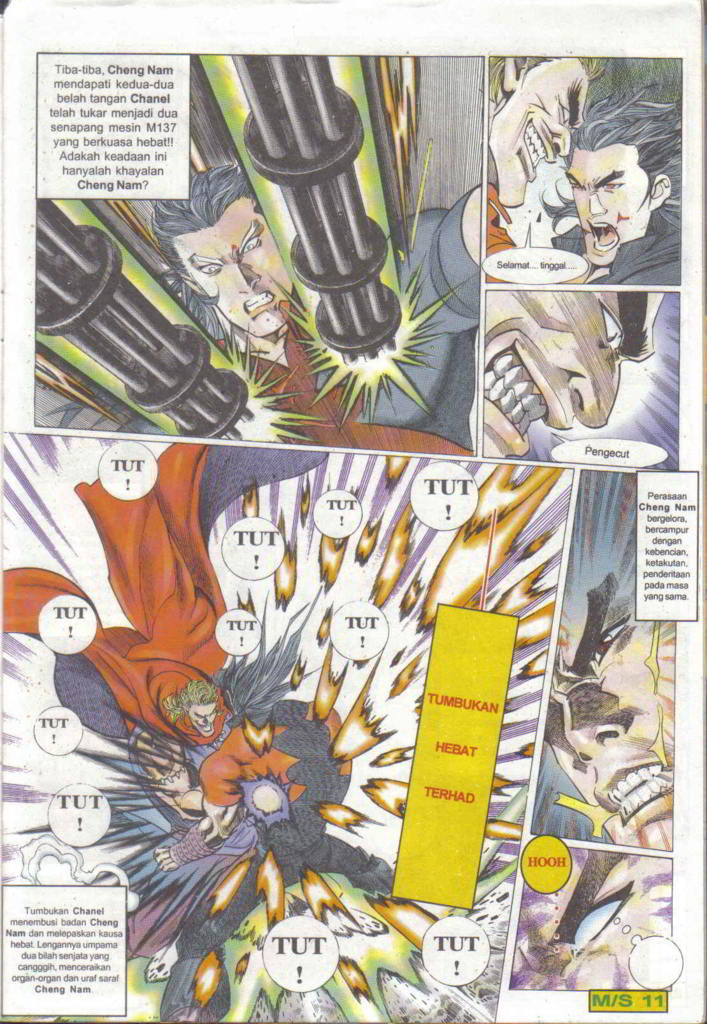 Tiba-tiba, Cheng Nam
mendapati kedua-dua
belah tangan Chanel
telah tukar menjadi dua
senapang mesin M137
yang berkuasa hebat!!
Adakah keadaan ini
hanyalah khayalan
Cheng Nam?
Selamat.... tinggal.....
Pengecut
TUT
!
TUT
!
TUT
!
TUT
!
TUT
!
TUT
!
TUT
!
TUT
!
TUT
!
TUMBUKAN
HEBAT
TERHAD
Perasaan
Cheng Nam
bergelora,
bercampur
dengan
kebencian,
ketakutan,
penderitaan
pada masa
yang sama.
HOOH
TUT
!
TUT
!
Tumbukan Chanel
menembusi badan Cheng
Nam dan melepaskan kausa
hebat. Lengannya umpama
dua bilah senjata yang
cangggih, menceraikan
organ-organ dan uraf saraf
Cheng Nam.
M/S 11